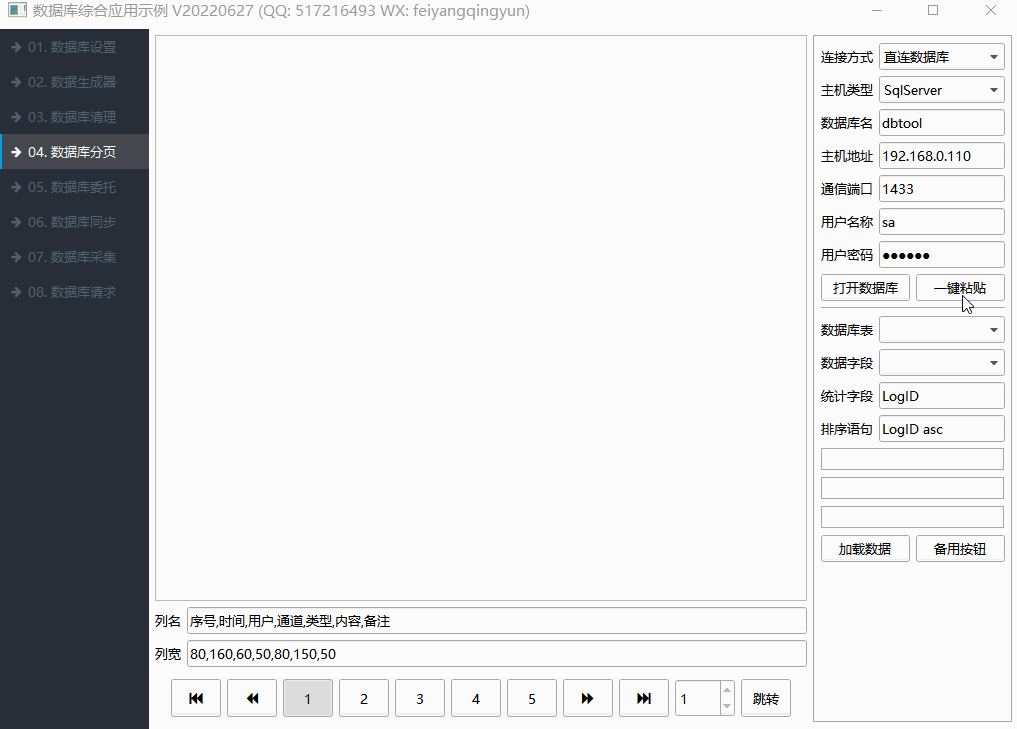 数据库综合应用示例 V20220627 (QQ: 517216493 WX: feiyangqingyun)
01. 数据库设置
02. 数据生成器
03. 数据库清理
04. 数据库分页
05. 数据库委托
06. 数据库同步
07. 数据库采集
08. 数据库请求
列名 序号,时间,用户,通道,类型,内容,备注
列宽 80,160,60,50,80,150,50
1 2 3 4 5 1 跳转
连接方式 直连数据库
主机类型 SqlServer
数据库名 dbtool
主机地址 192.168.0.110
通信端口 1433
用户名称 sa
用户密码 ●●●●●●
打开数据库 一键粘贴
数据库表
数据字段
统计字段 LogID
排序语句 LogID asc
加载数据 备用按钮